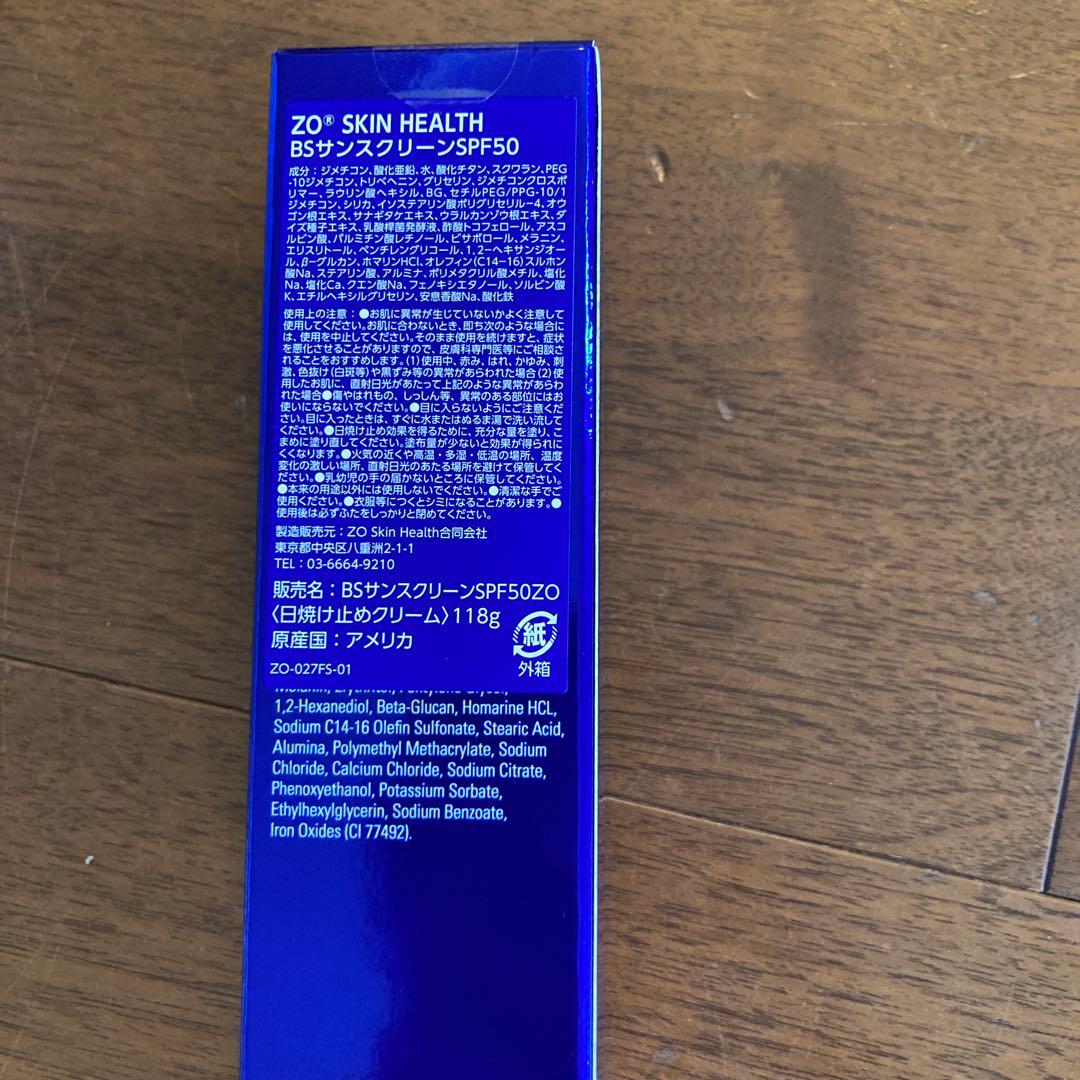 ZO® SKIN HEALTH
BSサンスクリーンSPF50
成分：ジメチコン、酸化亜鉛、水、酸化チタン、スクワラン、PEG
-10ジメチコン、トリベヘニン、グリセリン、ジメチコンクロスポ
リマー、ラウリン酸ヘキシル、BG、セチルPEG/PPG-10/1
ジメチコン、シリカ、イソステアリン酸ポリグリセリル-4、オウ
ゴン根エキス、サナギタケエキス、ウラルカンゾウ根エキス、ダ
イズ種子エキス、乳酸桿菌発酵液、酢酸トコフェロール、アスコ
ルビン酸、パルミチン酸レチノール、ビサボロール、メラニン、
エリスリトール、ペンチレングリコール、1,2-ヘキサンジオー
ル、β-グルカン、ホマリンHCl、オレフィン(C14-16)スルホン
酸Na、ステアリン酸、アルミナ、ポリメタクリル酸メチル、塩化
Na、塩化Ca、クエン酸Na、フェノキシエタノール、ソルビン酸
K、エチルヘキシルグリセリン、安息香酸Na、酸化鉄
使用上の注意：●お肌に異常が生じていないかよく注意して
使用してください。お肌に合わないとき、即ち次のような場合に
は、使用を中止してください。そのまま使用を続けますと、症状
を悪化させることがありますので、皮膚科専門医等にご相談さ
れることをおすすめします。(1)使用中、赤み、はれ、かゆみ、刺
激、色抜け(白斑等)や黒ずみ等の異常があらわれた場合(2)使
用したお肌に、直射日光があたって上記のような異常があらわ
れた場合●傷やはれもの、しっしん等、異常のある部位にはお
使いにならないでください。●目に入らないようにご注意くだ
さい。目に入ったときは、すぐに水またはぬるま湯で洗い流して
ください。●日焼け止め効果を得るために、充分な量を塗り、こ
まめに塗り直してください。塗布量が少ないと効果が得られに
くくなります。●火気の近くや高温・多湿・低温の場所、温度
変化の激しい場所、直射日光のあたる場所を避けて保管してく
ださい。●乳幼児の手の届かないところに保管してください。
●本来の用途以外には使用しないでください。●清潔な手でご
使用ください。●衣服等につくとシミになることがあります。●
使用後は必ずふたをしっかりと閉めてください。
製造販売元：ZO Skin Health合同会社
東京都中央区八重洲2-1-1
TEL：03-6664-9210
販売名：BSサンスクリーンSPF50ZO
〈日焼け止めクリーム〉118g
原産国：アメリカ
紙
外箱
ZO-027FS-01
1,2-Hexanediol, Beta-Glucan, Homarine HCL,
Sodium C14-16 Olefin Sulfonate, Stearic Acid,
Alumina, Polymethyl Methacrylate, Sodium
Chloride, Calcium Chloride, Sodium Citrate,
Phenoxyethanol, Potassium Sorbate,
Ethylhexylglycerin, Sodium Benzoate,
Iron Oxides (CI 77492).